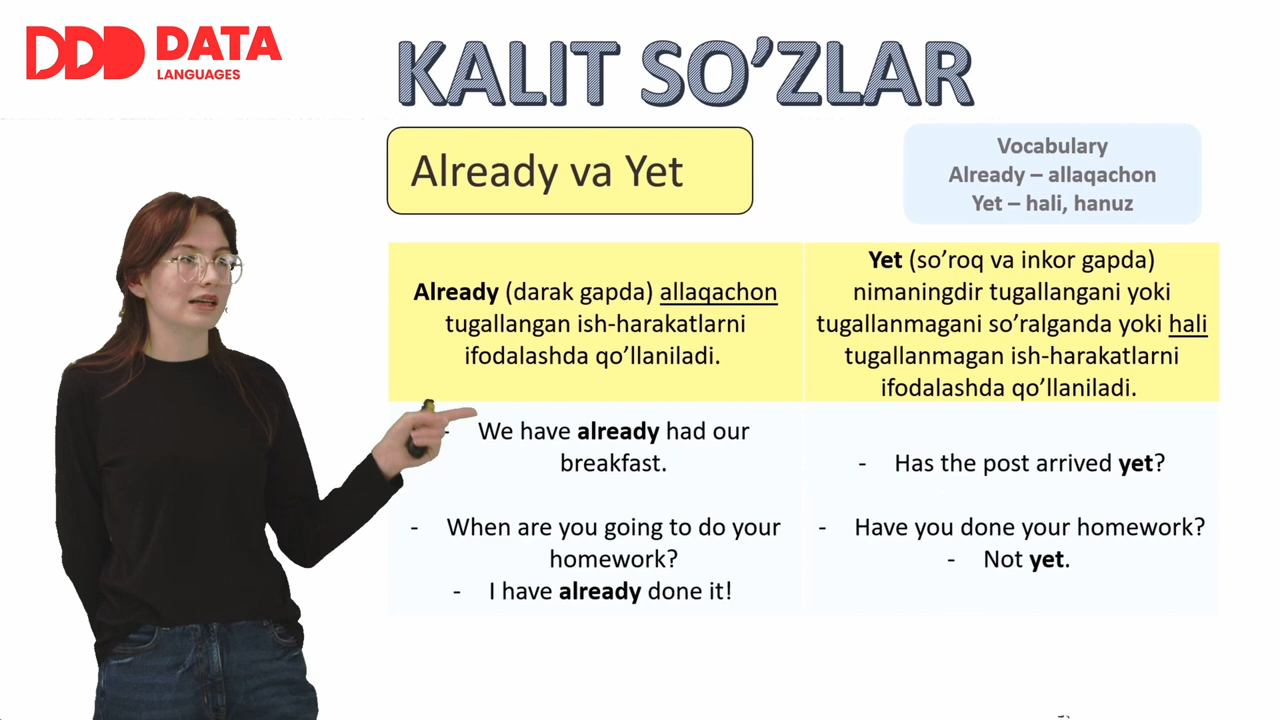 DATA
LANGUAGES
KALIT SO’ZLAR
Already va Yet
Vocabulary
Already – allaqachon
Yet – hali, hanuz
Already (darak gapda) allaqachon
tugallangan ish-harakatlarni
ifodalashda qo’llaniladi.
Yet (so’roq va inkor gapda)
nimaningdir tugallangani yoki
tugallanmagani so’ralganda yoki hali
tugallanmagan ish-harakatlarni
ifodalashda qo’llaniladi.
- We have already had our
breakfast.
- When are you going to do your
homework?
- I have already done it!
- Has the post arrived yet?
- Have you done your homework?
- Not yet.